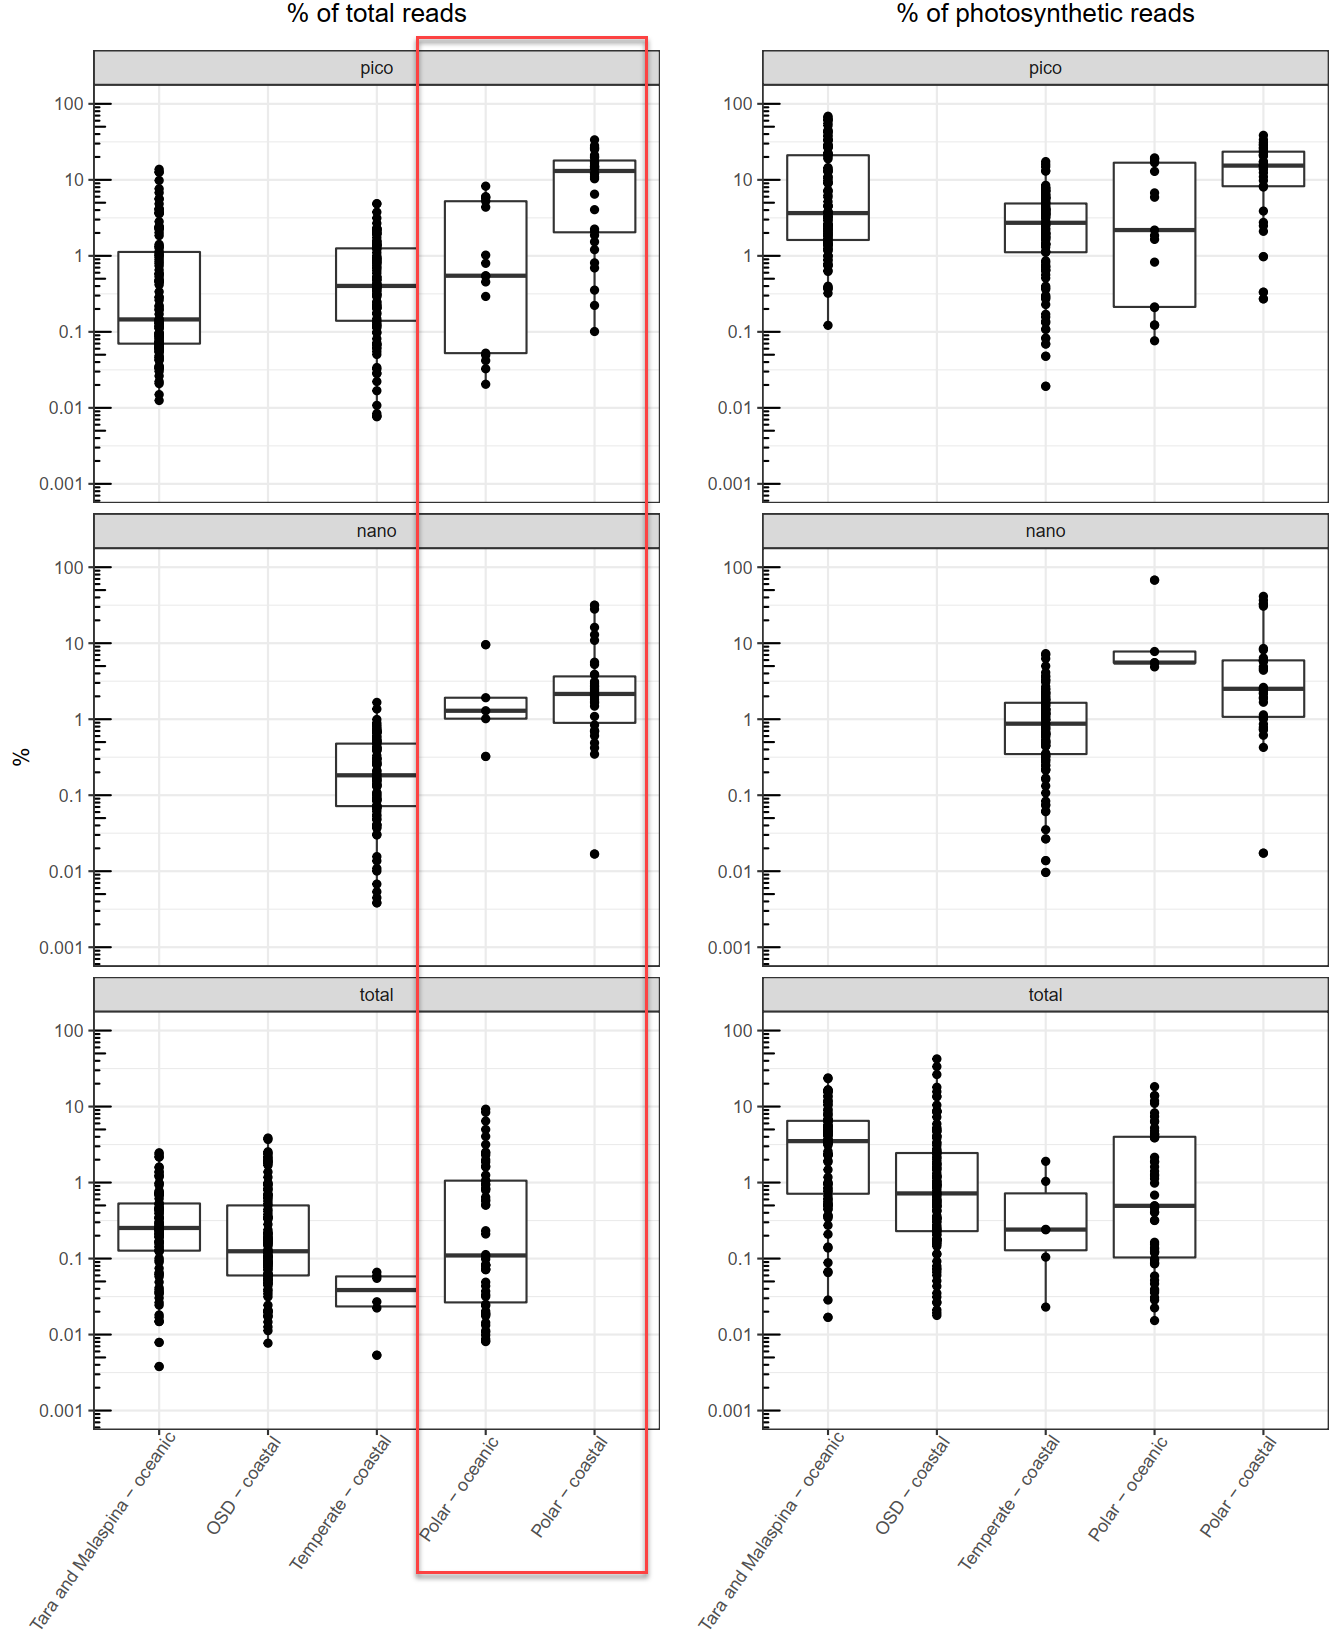 % of total reads
% of photosynthetic reads
pico
pico
100
10
1
0.1
0.01
0.001
100
10
1
0.1
0.01
0.001
nano
nano
100
10
1
0.1
0.01
0.001
100
10
1
0.1
0.01
0.001
%
total
total
100
10
1
0.1
0.01
0.001
100
10
1
0.1
0.01
0.001
Tara and Malaspina − oceanic
OSD − coastal
Temperate − coastal
Polar − oceanic
Polar − coastal
Tara and Malaspina − oceanic
OSD − coastal
Temperate − coastal
Polar − oceanic
Polar − coastal